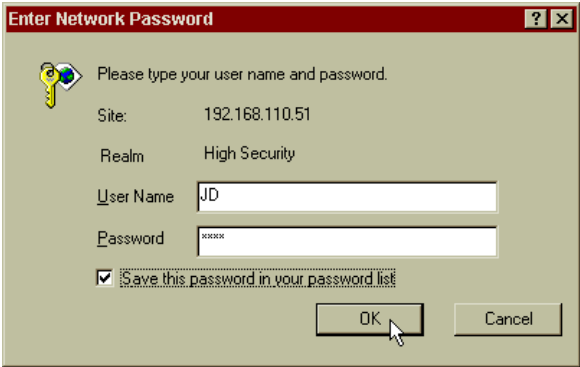 Enter Network Password
Please type your user name and password.
Site: 192.168.110.51
Realm High Security
User Name JD
Password ****
Save this password in your password list
OK Cancel